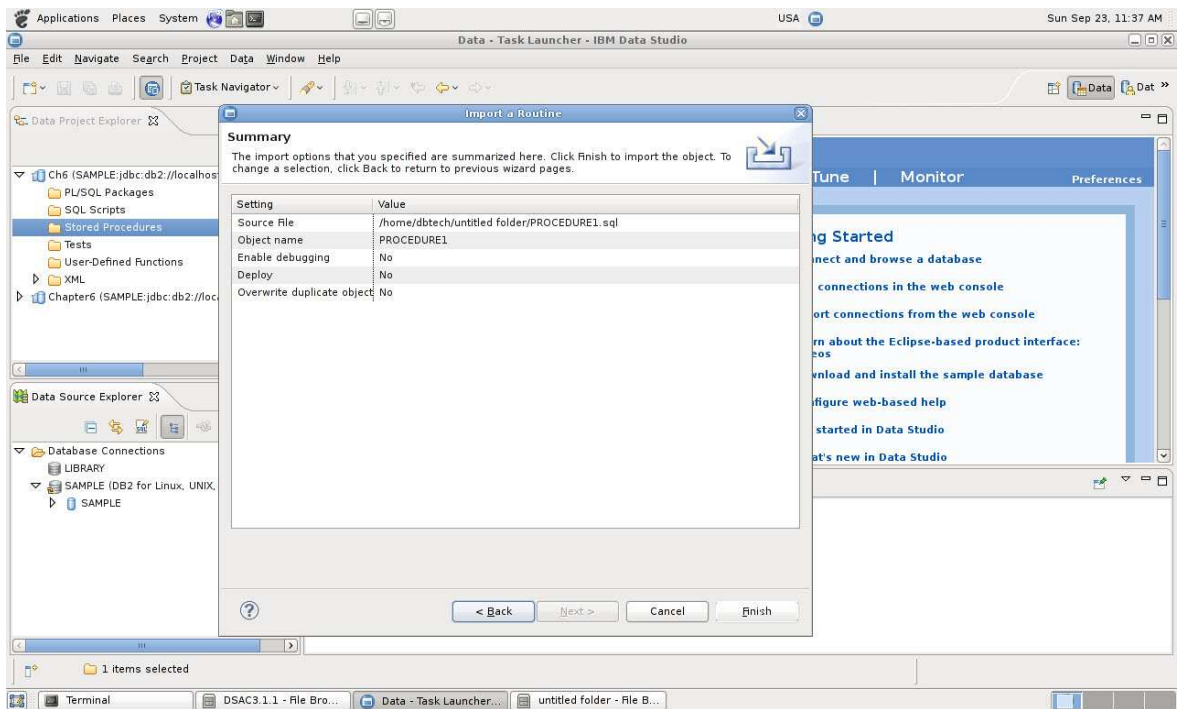 Applications Places System USA Sun Sep 23, 11:37 AM
Data - Task Launcher - IBM Data Studio
File Edit Navigate Search Project Data Window Help
Task Navigator Data Dat »
Data Project Explorer
Import a Routine
Summary
The import options that you specified are summarized here. Click Finish to import the object. To
change a selection, click Back to return to previous wizard pages.
Setting Value
Source File /home/dbtech/untitled folder/PROCEDURE1.sql
Object name PROCEDURE1
Enable debugging No
Deploy No
Overwrite duplicate object No
< Back Next > Cancel Finish
Ch6 (SAMPLE:jdbc:db2://localhos
PL/SQL Packages
SQL Scripts
Stored Procedures
Tests
User-Defined Functions
XML
Chapter6 (SAMPLE:jdbc:db2://loc
Tune | Monitor Preferences
ng Started
nnect and browse a database
connections in the web console
ort connections from the web console
rn about the Eclipse-based product interface:
eos
wnload and install the sample database
nfigure web-based help
started in Data Studio
at's new in Data Studio
Data Source Explorer
Database Connections
LIBRARY
SAMPLE (DB2 for Linux, UNIX,
SAMPLE
1 items selected
Terminal DSAC3.1.1 - File Bro... Data - Task Launcher... untitled folder - File B...